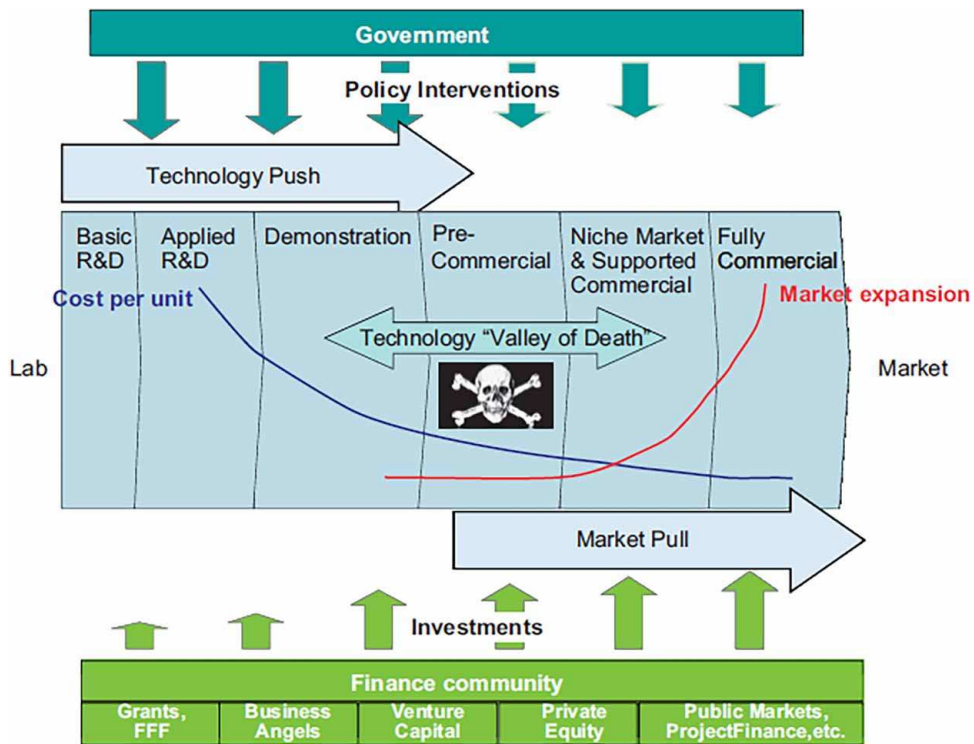 Government
Policy Interventions
Technology Push
Basic
R&D
Applied
R&D
Demonstration
Pre-
Commercial
Niche Market
& Supported
Commercial
Fully
Commercial
Cost per unit
Market expansion
Technology “Valley of Death”
Lab
Market
Market Pull
Investments
Finance community
Grants,
FFF
Business
Angels
Venture
Capital
Private
Equity
Public Markets,
ProjectFinance,etc.